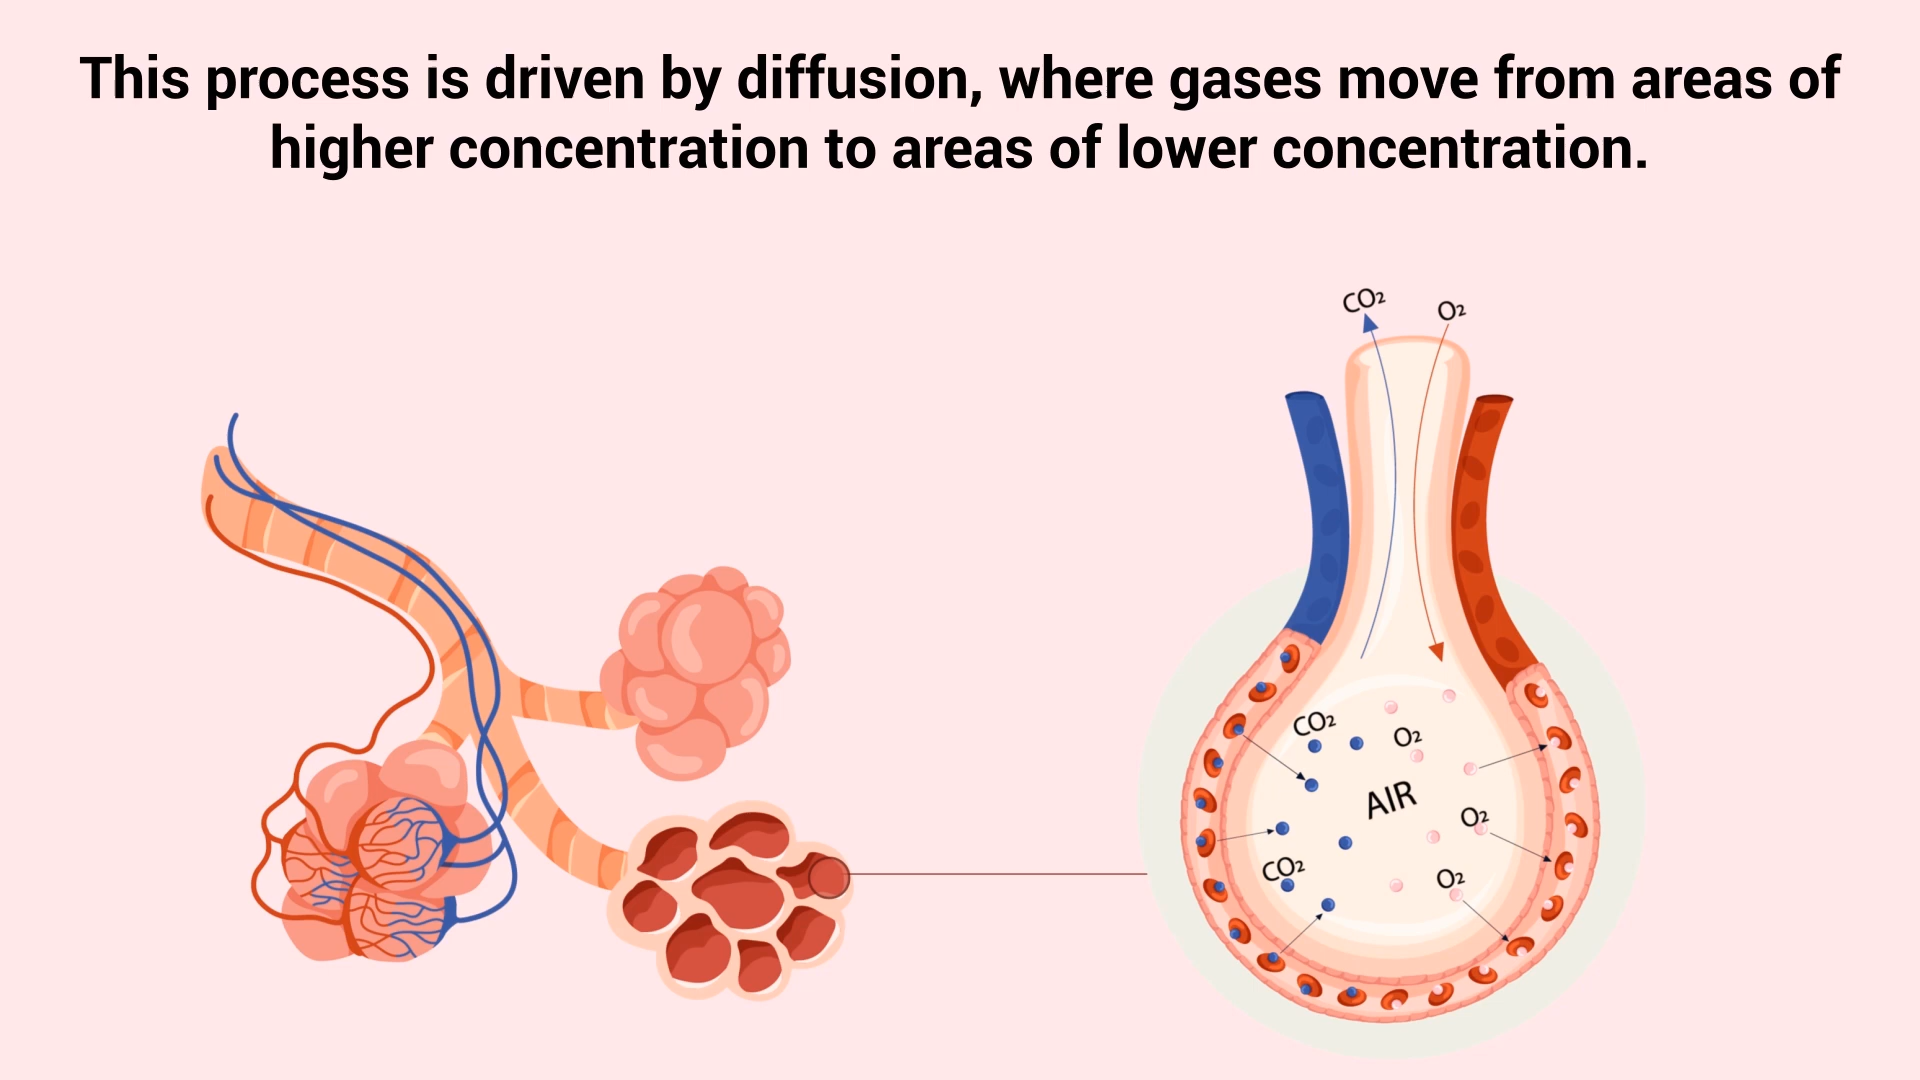 This process is driven by diffusion, where gases move from areas of
higher concentration to areas of lower concentration.
CO₂
O₂
CO₂
O₂
AIR
O₂
CO₂
O₂